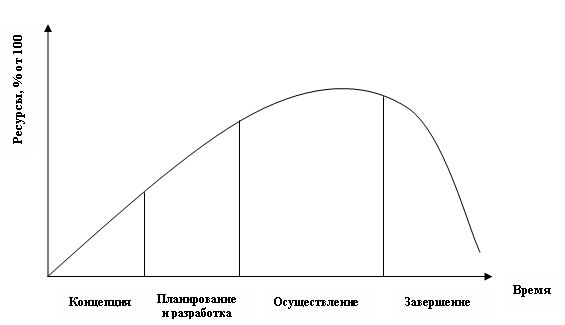 Ресурсы, % от 100
Время
Концепция
Планирование
и разработка
Осуществление
Завершение